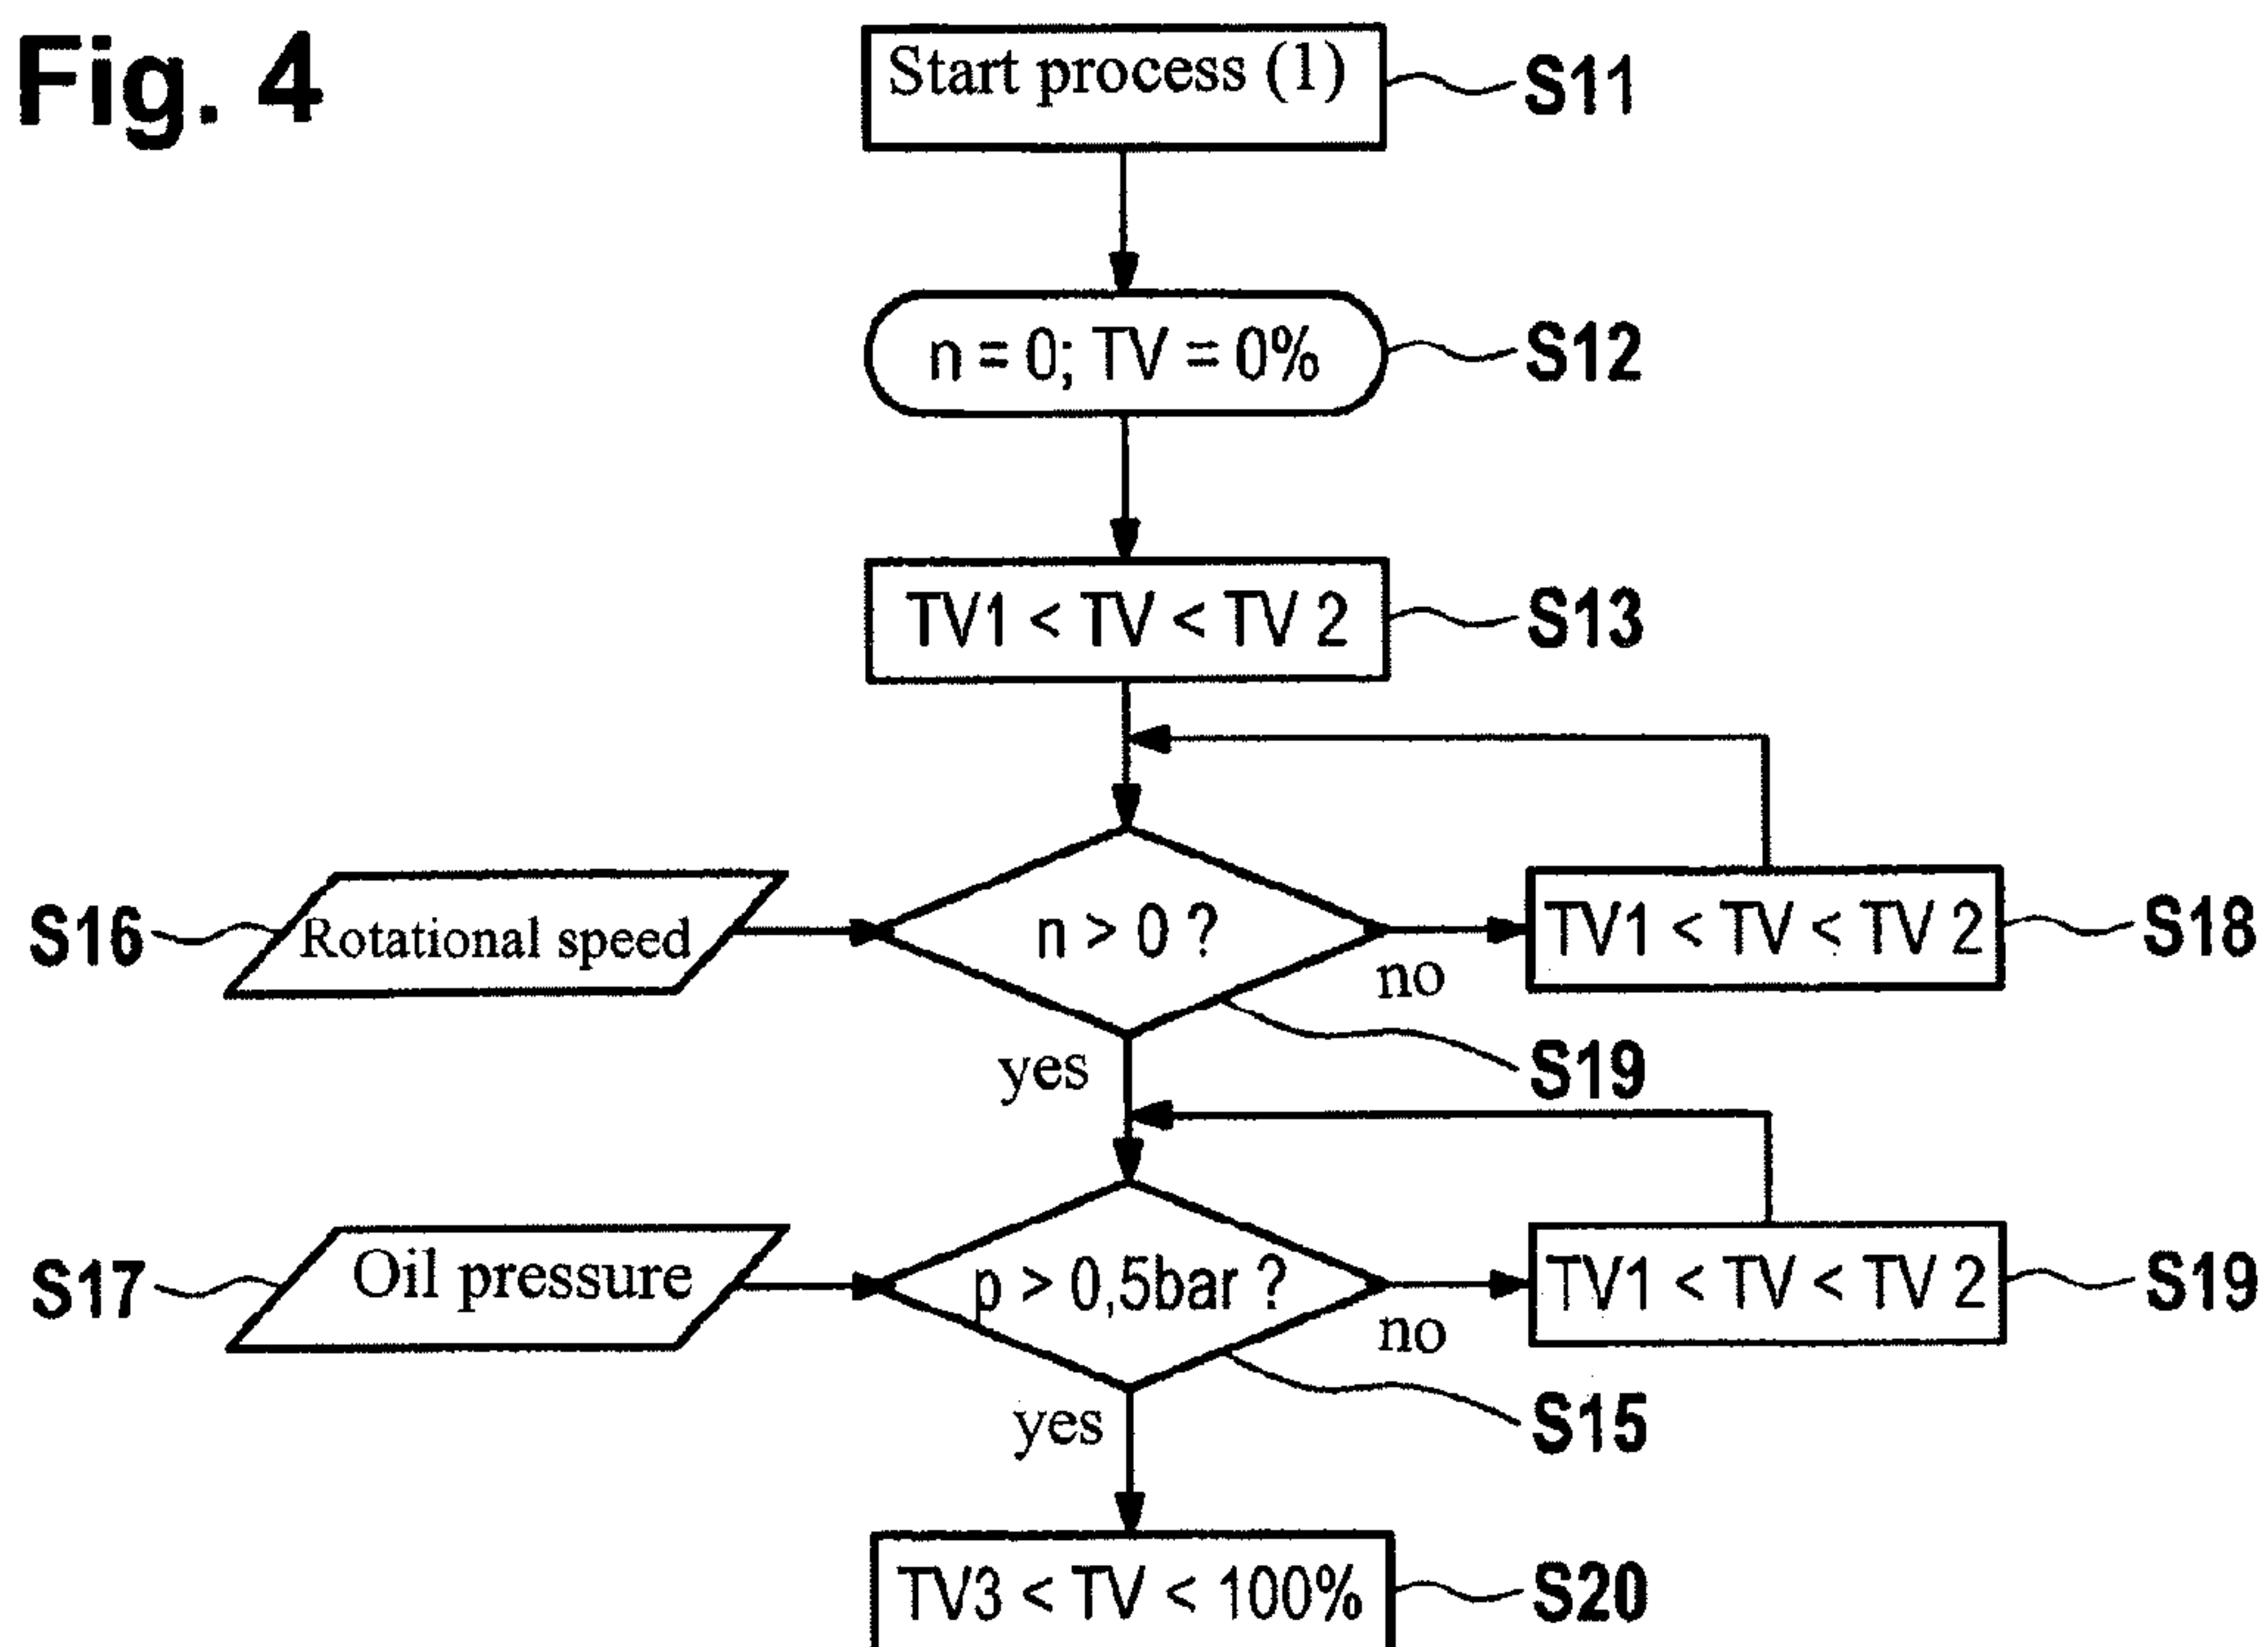 Fig. 4
Start process (1)
S11
n = 0; TV = 0%
S12
TV1 < TV < TV 2
S13
S16
Rotational speed
n > 0 ?
no
TV1 < TV < TV 2
S18
yes
S19
S17
Oil pressure
p > 0,5bar ?
no
TV1 < TV < TV 2
S19
yes
S15
TV3 < TV < 100%
S20